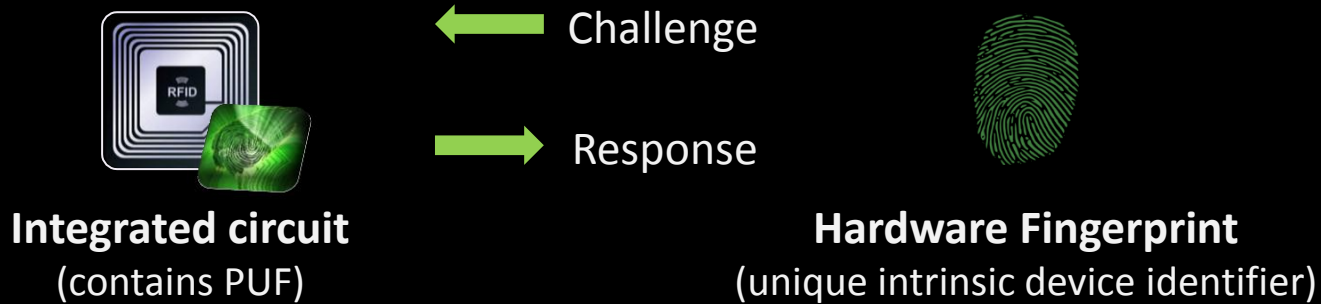 Challenge
RFID
Response
Integrated circuit
(contains PUF)
Hardware Fingerprint
(unique intrinsic device identifier)